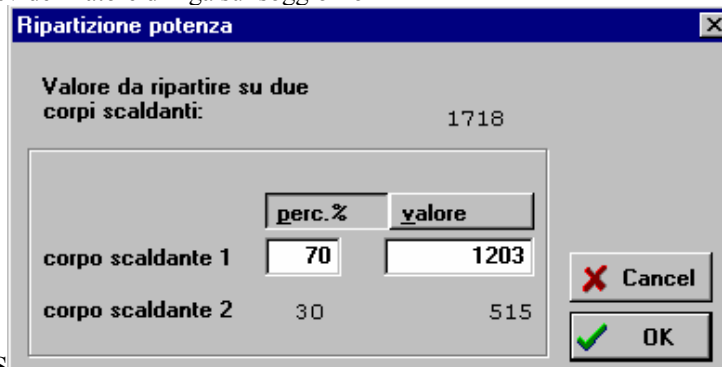 Ripartizione potenza
Valore da ripartire su due
corpi scaldanti:
1718
perc.% valore
corpo scaldante 1 70 1203
corpo scaldante 2 30 515
Cancel
OK
S